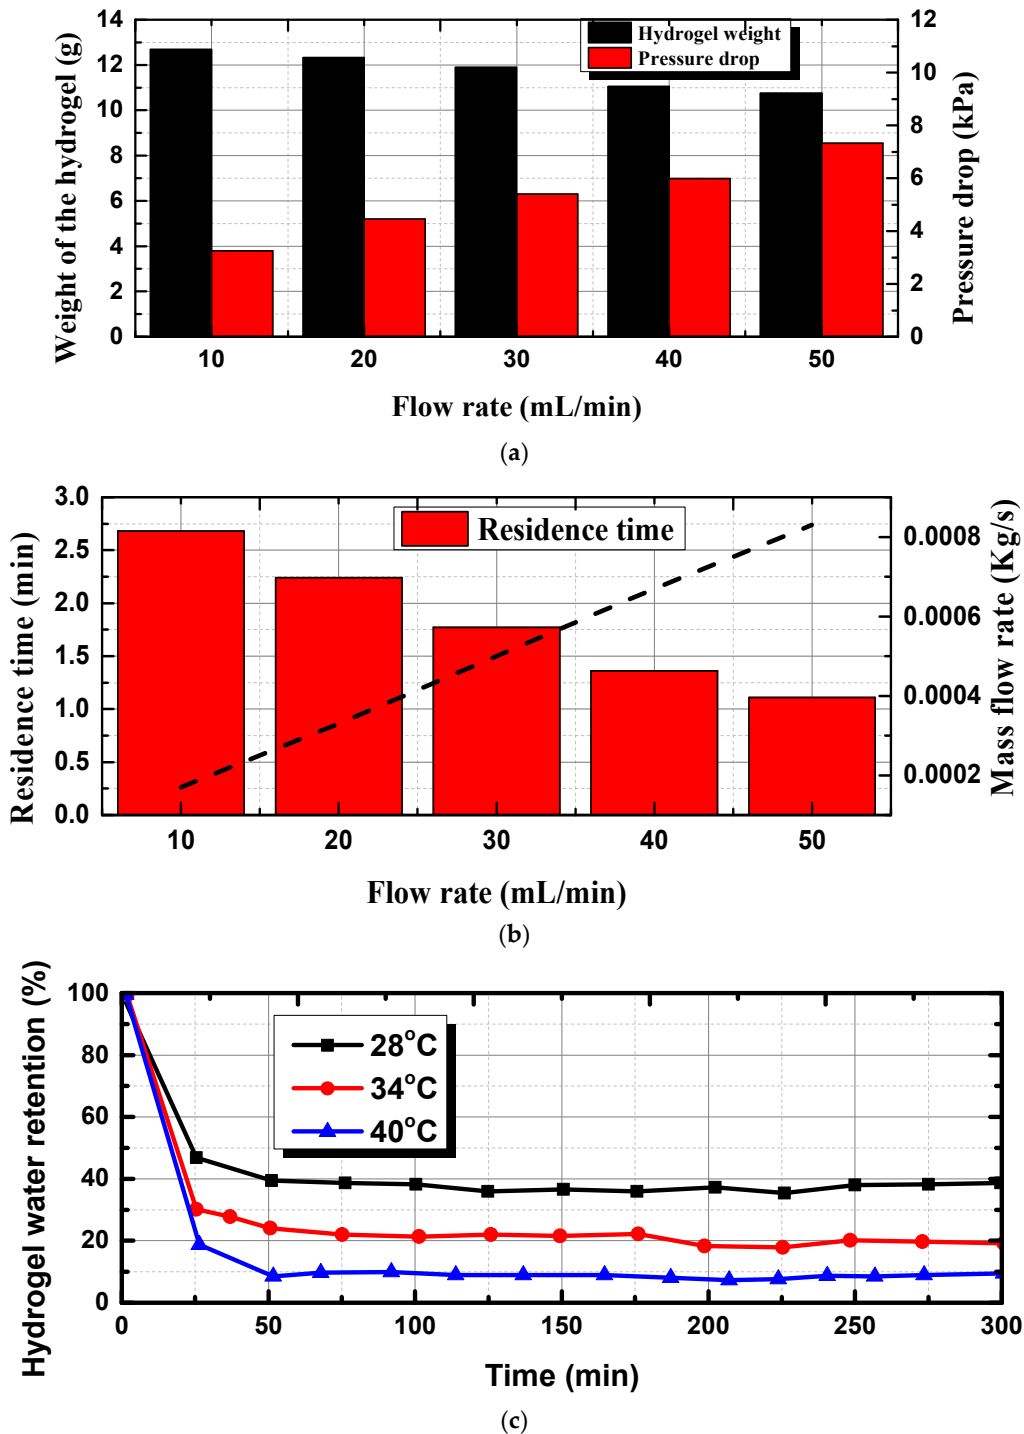 Weight of the hydrogel (g)
14
12
10
8
6
4
2
0
Hydrogel weight
Pressure drop
12
10
8
6
4
2
0
Pressure drop (kPa)
10 20 30 40 50
Flow rate (mL/min)
(a)
Residence time (min)
3.0
2.5
2.0
1.5
1.0
0.5
0.0
Residence time
0.0008
0.0006
0.0004
0.0002
Mass flow rate (Kg/s)
10 20 30 40 50
Flow rate (mL/min)
(b)
Hydrogel water retention (%)
100
80
60
40
20
0
28°C
34°C
40°C
0 50 100 150 200 250 300
Time (min)
(c)